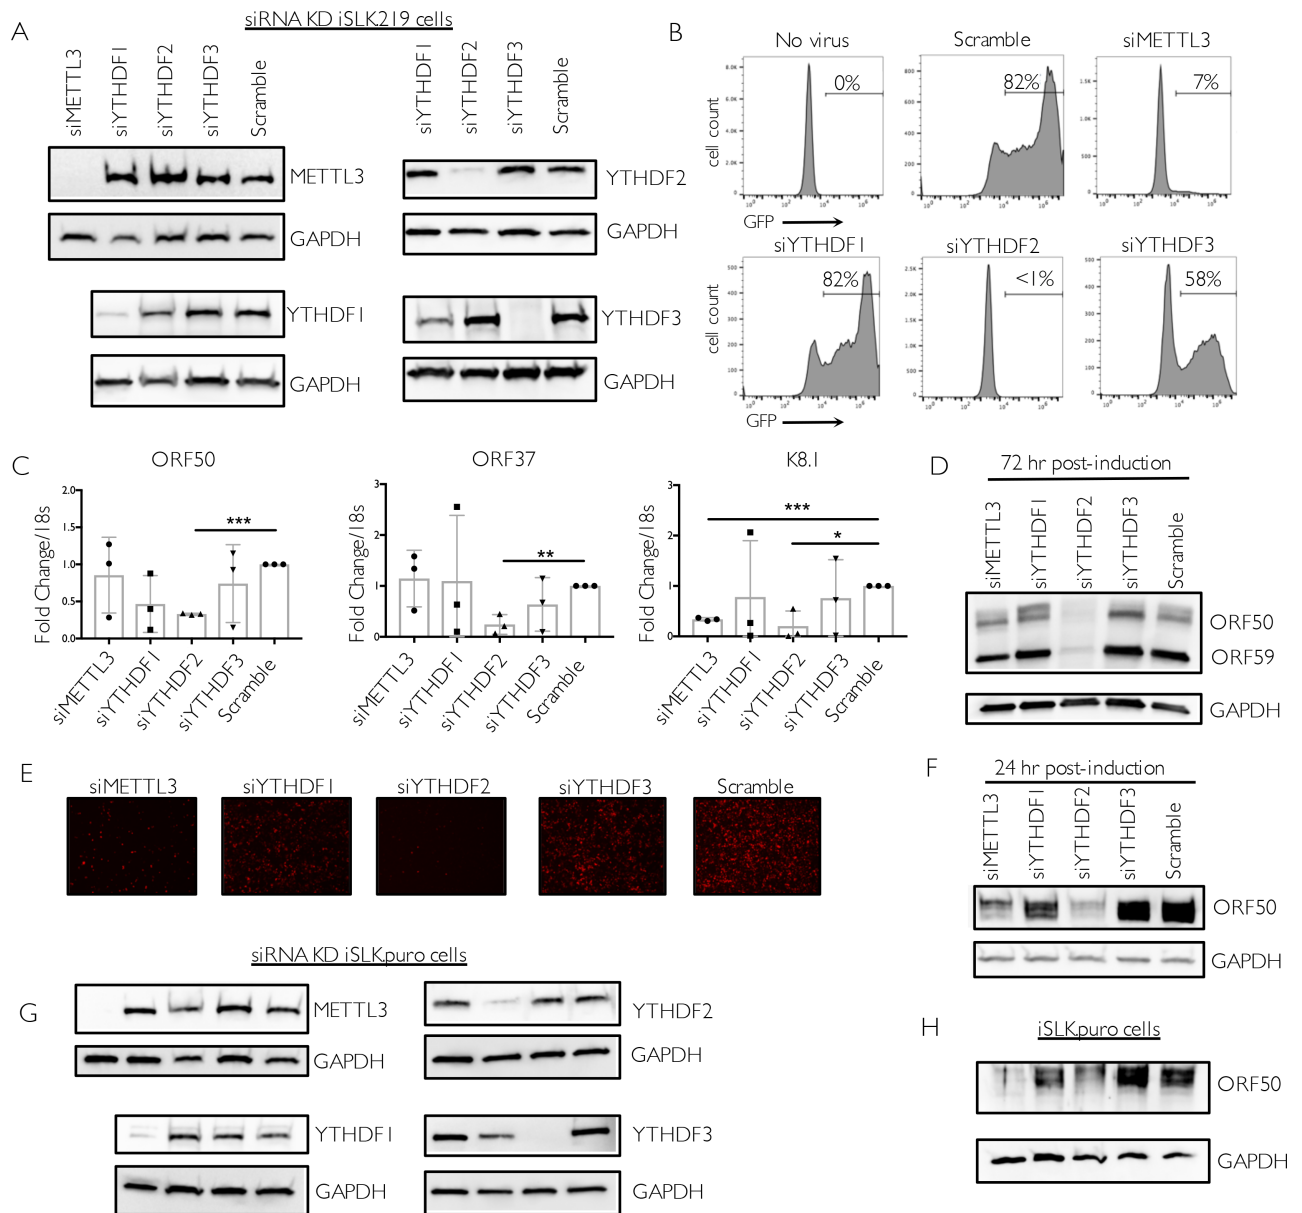 A
siRNA KD iSLK.219 cells
siMETTL3
siYTHDF1
siYTHDF2
siYTHDF3
Scramble
METTL3
GAPDH
YTHDF1
GAPDH
siYTHDF1
siYTHDF2
siYTHDF3
Scramble
YTHDF2
GAPDH
YTHDF3
GAPDH
B
No virus
0%
cell count
GFP
Scramble
82%
siMETTL3
7%
siYTHDF1
82%
cell count
GFP
siYTHDF2
<1%
siYTHDF3
58%
C
ORF50
Fold Change/18s
2.0
1.5
1.0
0.5
0.0
***
siMETTL3
siYTHDF1
siYTHDF2
siYTHDF3
Scramble
ORF37
Fold Change/18s
3
2
1
0
**
siMETTL3
siYTHDF1
siYTHDF2
siYTHDF3
Scramble
K8.1
Fold Change/18s
3
2
1
0
***
*
siMETTL3
siYTHDF1
siYTHDF2
siYTHDF3
Scramble
D
72 hr post-induction
siMETTL3
siYTHDF1
siYTHDF2
siYTHDF3
Scramble
ORF50
ORF59
GAPDH
E
siMETTL3
siYTHDF1
siYTHDF2
siYTHDF3
Scramble
F
24 hr post-induction
siMETTL3
siYTHDF1
siYTHDF2
siYTHDF3
Scramble
ORF50
GAPDH
G
siRNA KD iSLK.puro cells
METTL3
GAPDH
YTHDF1
GAPDH
YTHDF2
GAPDH
YTHDF3
GAPDH
H
iSLK.puro cells
ORF50
GAPDH